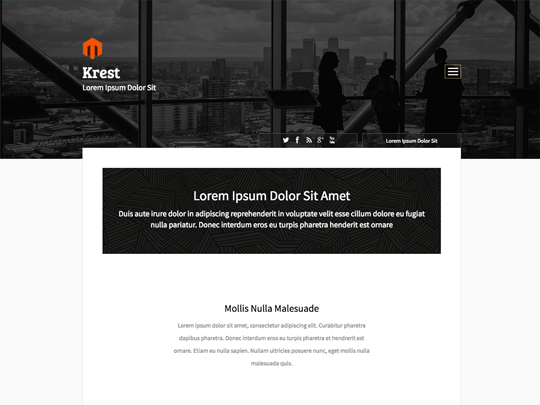 Krest
Lorem Ipsum Dolor Sit
Lorem Ipsum Dolor Sit
Lorem Ipsum Dolor Sit Amet
Duis aute irure dolor in adipiscing reprehenderit in voluptate velit esse cillum dolore eu fugiat
nulla pariatur. Donec interdum eros eu turpis pharetra henderit est ornare
Mollis Nulla Malesuade
Lorem ipsum dolor sit amet, consectetur adipiscing elit. Curabitur pharetra
dapibus pharetra. Donec interdum eros eu turpis pharetra et hendrerit est
ornare. Etiam eu nulla sapien. Nullam ultricies posuere nunc, eget mollis nulla
malesuada quis.